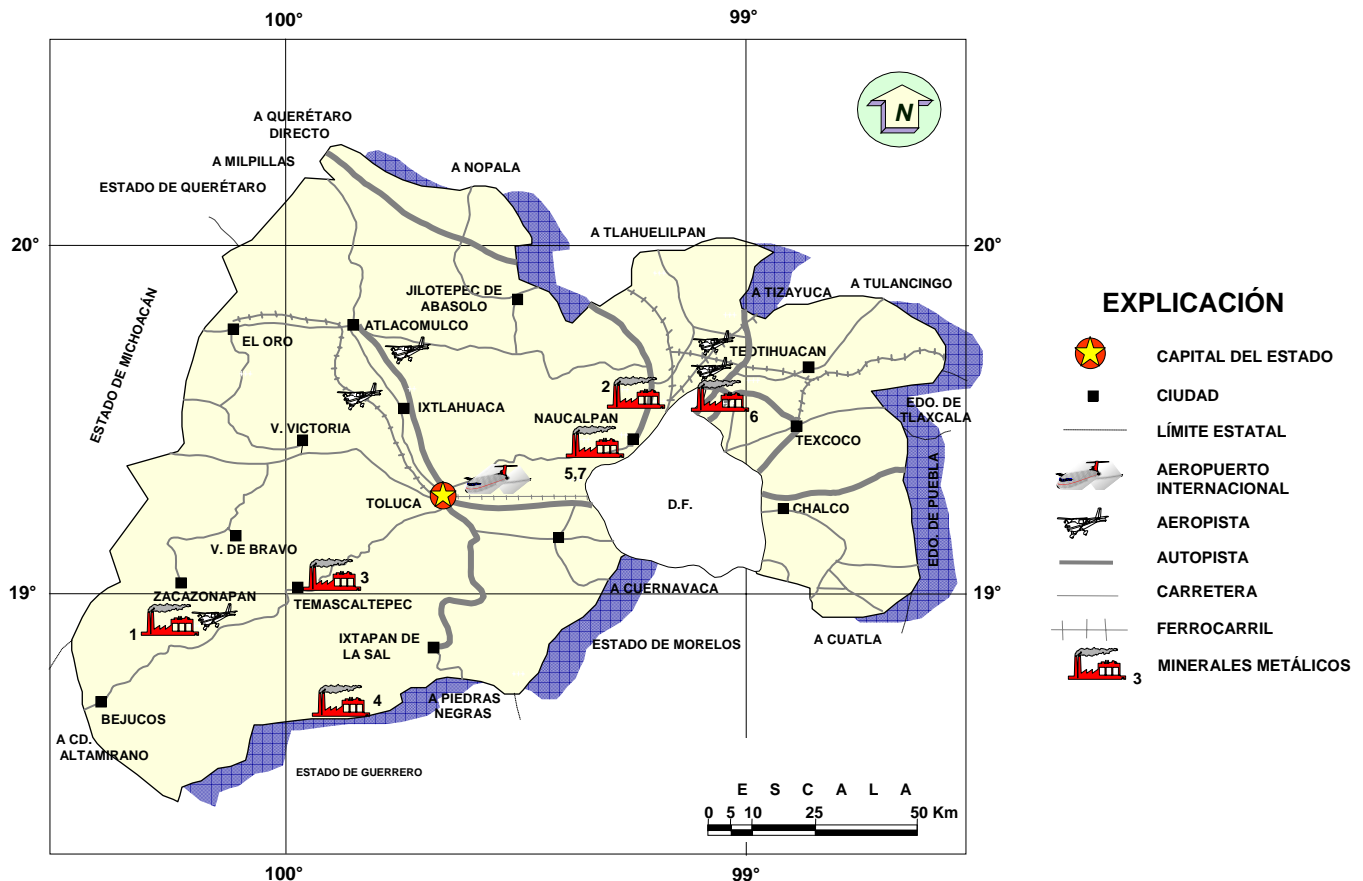 100°
99°
N
A QUERÉTARO
DIRECTO
A MILPILLAS
A NOPALA
ESTADO DE QUERÉTARO
A TLAHUELILPAN
20°
20°
A TULANCINGO
A TIZAYUCA
JILOTEPEC DE
ABASOLO
ATLACOMULCO
EL ORO
TEOTIHUACAN
ESTADO DE MICHOACÁN
2
6
IXTLAHUACA
NAUCALPAN
EDO. DE
TLAXCALA
V. VICTORIA
TEXCOCO
5,7
TOLUCA
D.F.
CHALCO
EDO. DE PUEBLA
V. DE BRAVO
3
A CUERNAVACA
19°
19°
ZACAZONAPAN
TEMASCALTEPEC
1
IXTAPAN DE
LA SAL
ESTADO DE MORELOS
A CUATLA
4
A PIEDRAS
NEGRAS
BEJUCOS
A CD.
ALTAMIRANO
ESTADO DE GUERRERO
E S C A L A
0 5 10 25 50 Km
100°
99°
EXPLICACIÓN
CAPITAL DEL ESTADO
CIUDAD
LÍMITE ESTATAL
AEROPUERTO
INTERNACIONAL
AEROPISTA
AUTOPISTA
CARRETERA
FERROCARRIL
MINERALES METÁLICOS
3